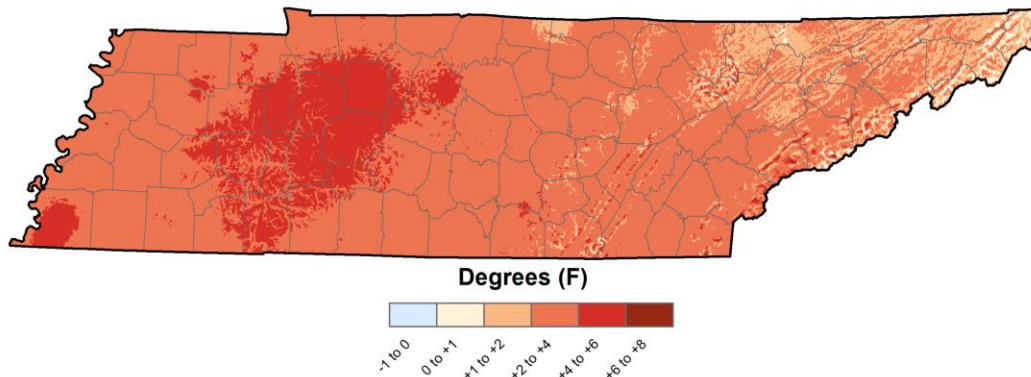 Degrees (F)
-1 to 0
0 to +1
+1 to +2
+2 to +4
+4 to +6
+6 to +8